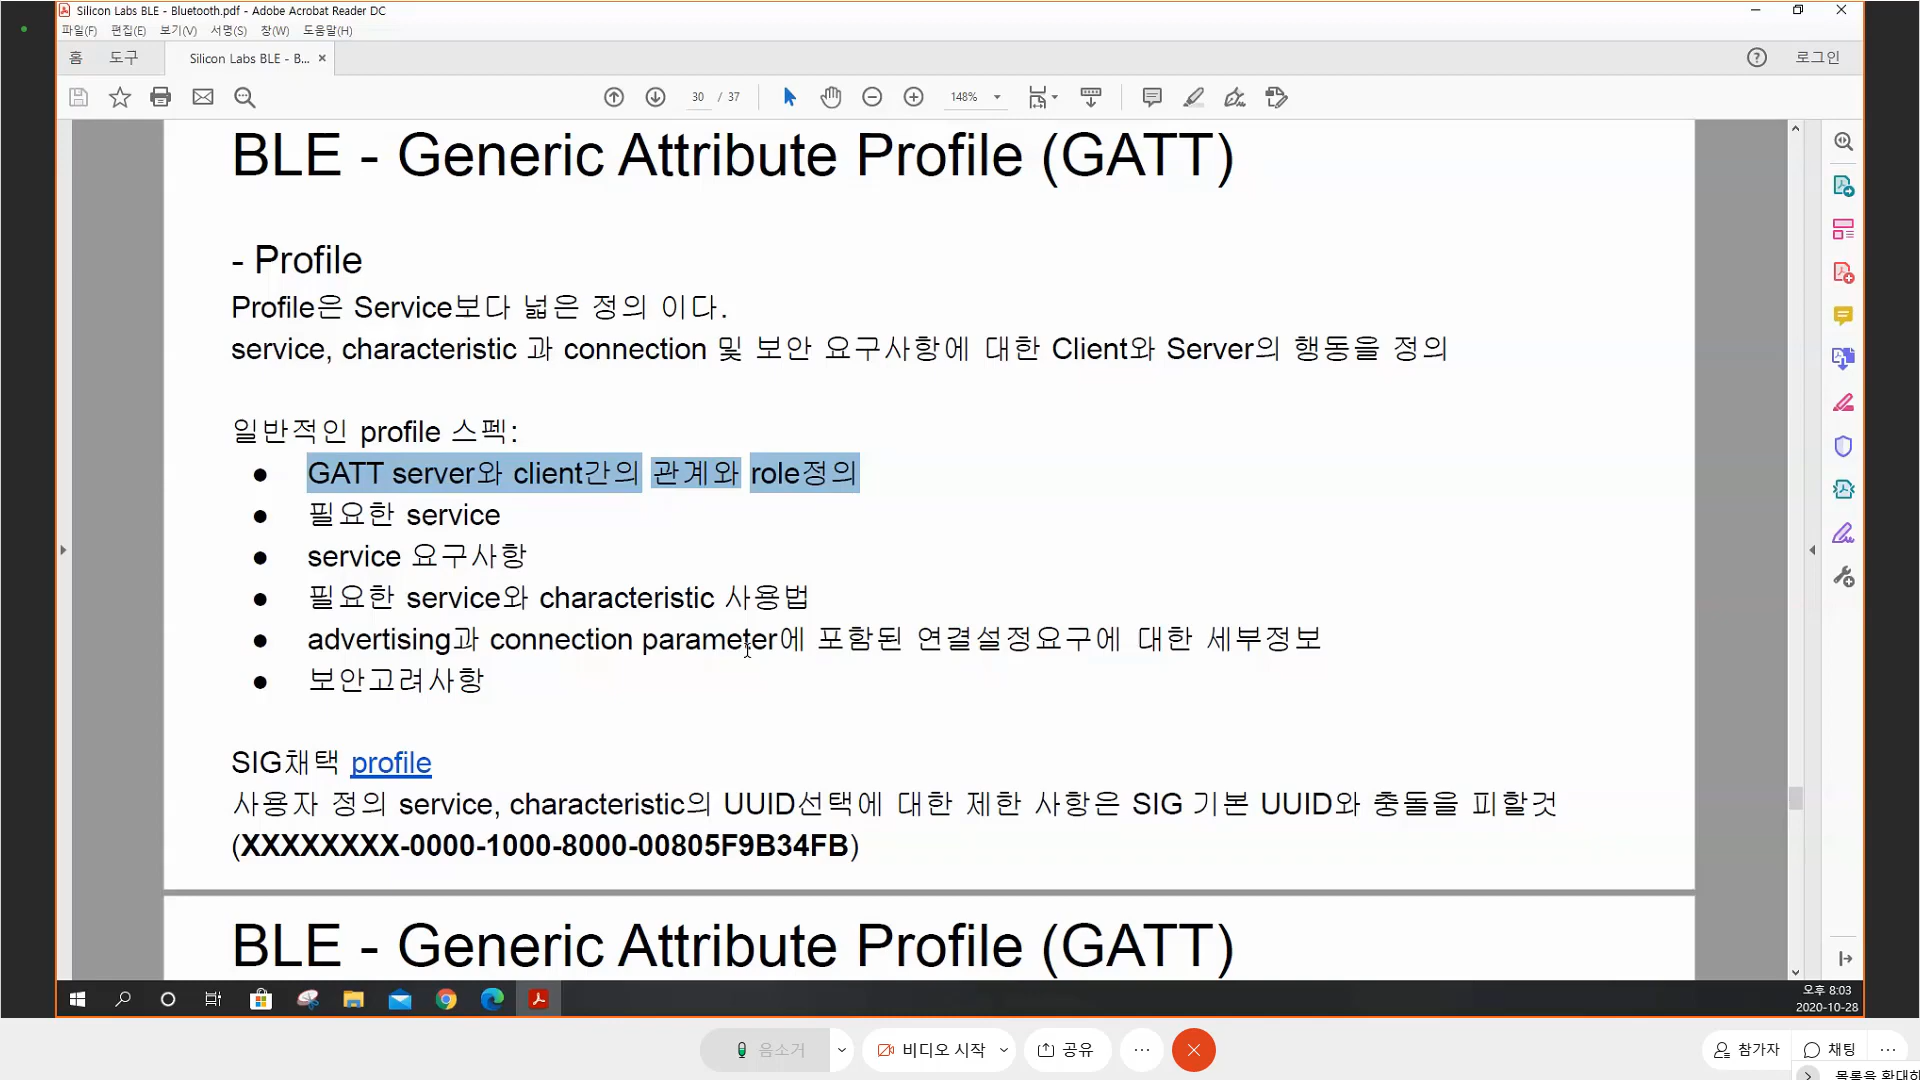 Silicon Labs BLE - Bluetooth.pdf - Adobe Acrobat Reader DC
파일(F) 편집(E) 보기(V) 서명(S) 창(W) 도움말(H)
홈 도구 Silicon Labs BLE - B... × 로그인
30 / 37 148%
BLE - Generic Attribute Profile (GATT)
- Profile
Profile은 Service보다 넓은 정의 이다.
service, characteristic 과 connection 및 보안 요구사항에 대한 Client와 Server의 행동을 정의
일반적인 profile 스펙:
● GATT server와 client간의 관계와 role정의
● 필요한 service
● service 요구사항
● 필요한 service와 characteristic 사용법
● advertising과 connection parameter에 포함된 연결설정요구에 대한 세부정보
● 보안고려사항
SIG채택 profile
사용자 정의 service, characteristic의 UUID선택에 대한 제한 사항은 SIG 기본 UUID와 충돌을 피할것
(XXXXXXXX-0000-1000-8000-00805F9B34FB)
BLE - Generic Attribute Profile (GATT)
오후 8:03
2020-10-28
음소거 비디오 시작 공유 참가자 채팅
목록을 확대하